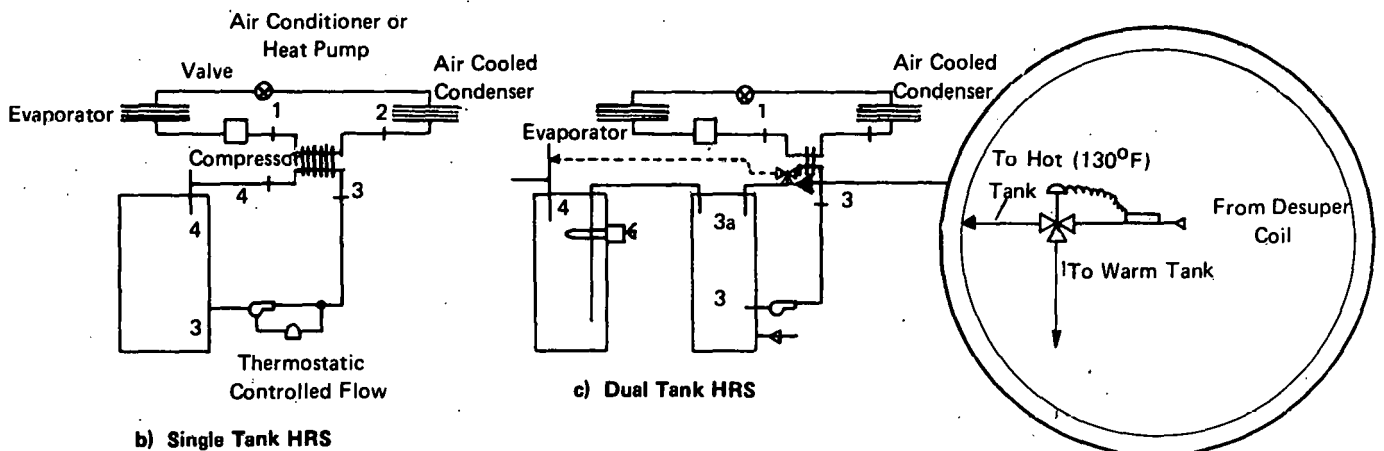 Air Conditioner or
Heat Pump
Valve
Air Cooled
Condenser
Evaporator
1
2
Compressor
4
3
4
3
Thermostatic
Controlled Flow
b) Single Tank HRS
Air Cooled
Condenser
1
Evaporator
3
4
3a
3
c) Dual Tank HRS
To Hot (130°F)
Tank
From Desuper
Coil
To Warm Tank